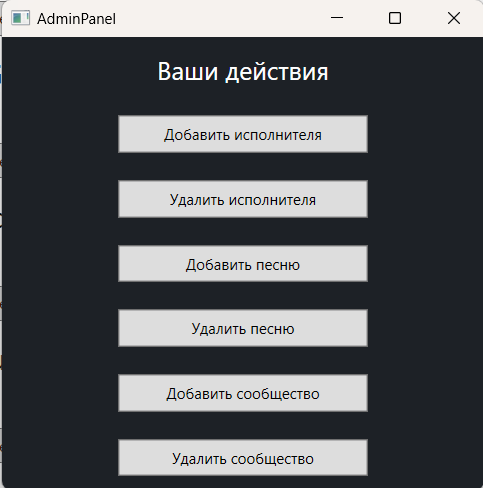 AdminPanel
Ваши действия
Добавить исполнителя
Удалить исполнителя
Добавить песню
Удалить песню
Добавить сообщество
Удалить сообщество